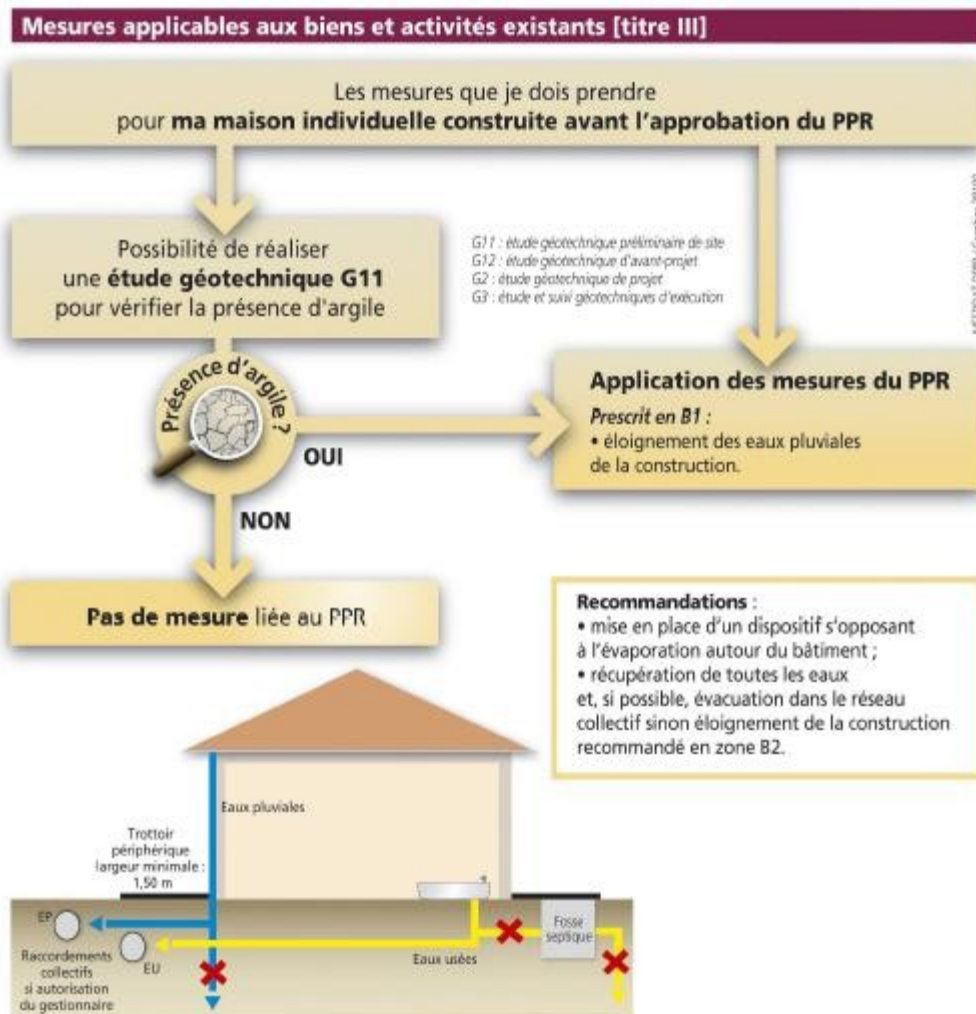 Mesures applicables aux biens et activités existants [titre III]
Les mesures que je dois prendre
pour ma maison individuelle construite avant l'approbation du PPR
Possibilité de réaliser
une étude géotechnique G11
pour vérifier la présence d'argile
G11 : étude géotechnique préliminaire de site
G12 : étude géotechnique d'avant-projet
G2 : étude géotechnique de projet
G3 : étude et suivi géotechniques d'exécution
Présence d'argile ?
OUI
NON
Application des mesures du PPR
Prescrit en B1 :
• éloignement des eaux pluviales
de la construction.
Pas de mesure liée au PPR
Recommandations :
• mise en place d'un dispositif s'opposant
à l'évaporation autour du bâtiment ;
• récupération de toutes les eaux
et, si possible, évacuation dans le réseau
collectif sinon éloignement de la construction
recommandé en zone B2.
Eaux pluviales
Trottoir
périphérique
largeur minimale :
1,50 m
EP
EU
Raccordements
collectifs
si autorisation
du gestionnaire
Eaux usées
Fosse
septique